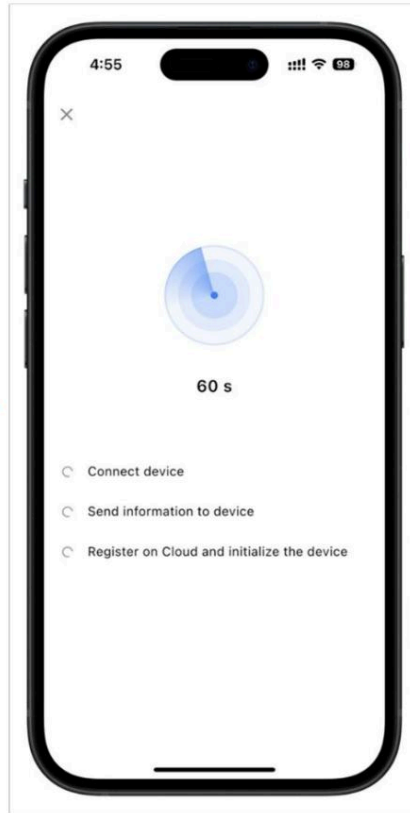 4:55
98
60 s
Connect device
Send information to device
Register on Cloud and initialize the device